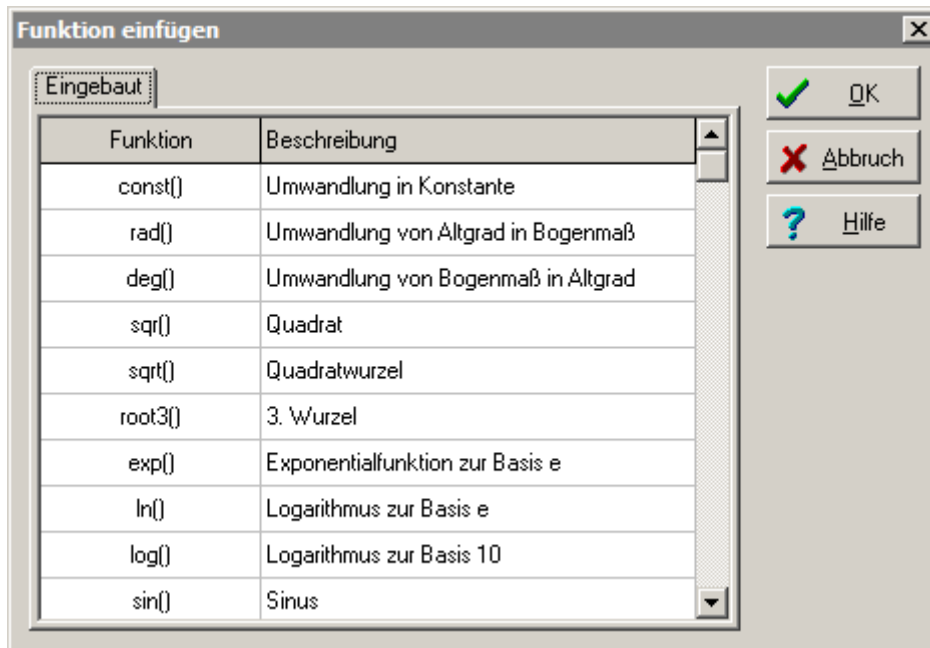 Funktion einfügen
Eingebaut
Funktion Beschreibung
const() Umwandlung in Konstante
rad() Umwandlung von Altgrad in Bogenmaß
deg() Umwandlung von Bogenmaß in Altgrad
sqr() Quadrat
sqrt() Quadratwurzel
root3() 3. Wurzel
exp() Exponentialfunktion zur Basis e
ln() Logarithmus zur Basis e
log() Logarithmus zur Basis 10
sin() Sinus
OK
Abbruch
Hilfe